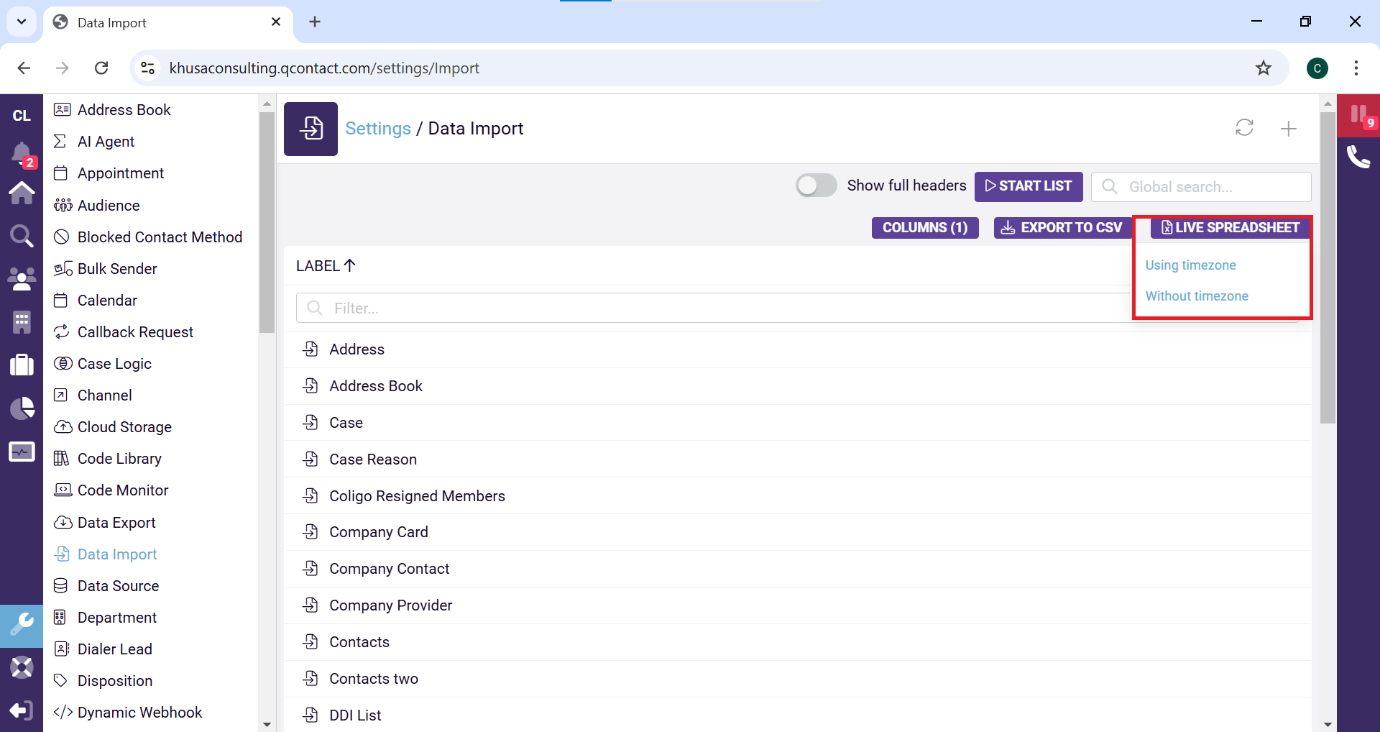 Data Import
khusaconsulting.qcontact.com/settings/Import
C
CL
2
Address Book
AI Agent
Appointment
Audience
Blocked Contact Method
Bulk Sender
Calendar
Callback Request
Case Logic
Channel
Cloud Storage
Code Library
Code Monitor
Data Export
Data Import
Data Source
Department
Dialer Lead
Disposition
Dynamic Webhook
Settings / Data Import
Show full headers
START LIST
Global search...
COLUMNS (1)
EXPORT TO CSV
LIVE SPREADSHEET
Using timezone
Without timezone
LABEL
Filter...
Address
Address Book
Case
Case Reason
Coligo Resigned Members
Company Card
Company Contact
Company Provider
Contacts
Contacts two
DDI List
9